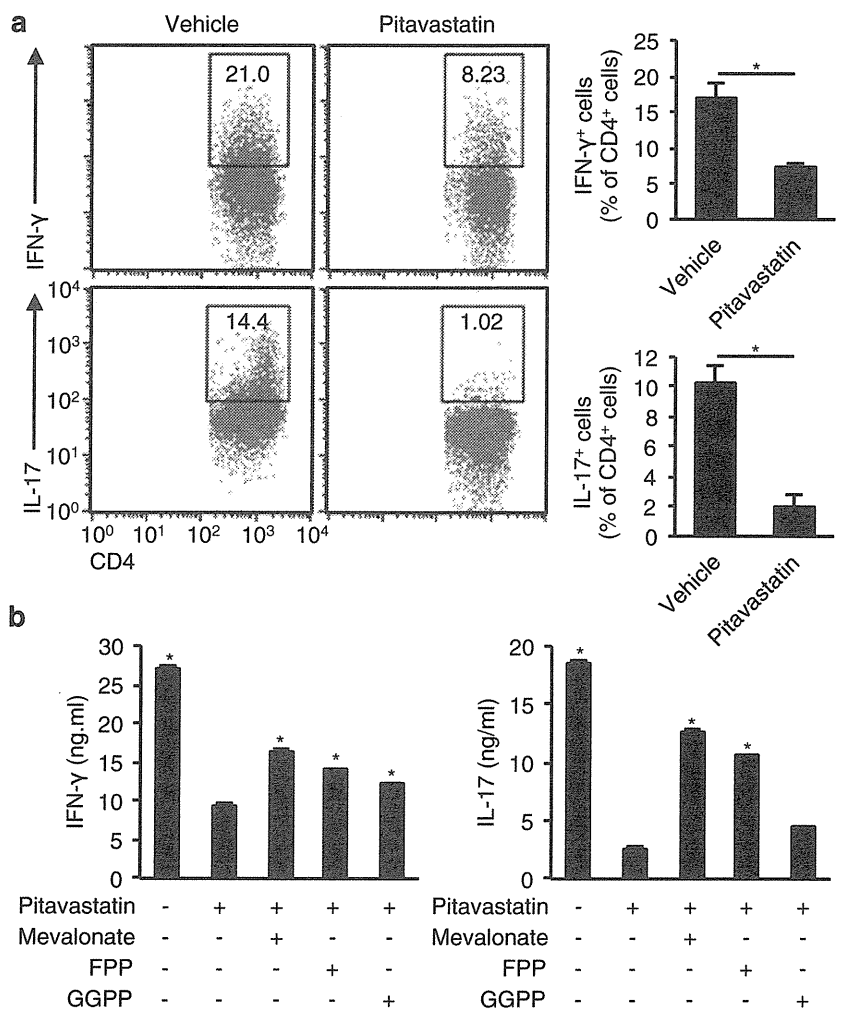 a
Vehicle
Pitavastatin
IFN-γ
21.0
8.23
IL-17
10⁴
10³
10²
10¹
10⁰
14.4
1.02
10⁰ 10¹ 10² 10³ 10⁴
CD4
IFN-γ⁺ cells
(% of CD4⁺ cells)
25
20
15
10
5
0
*
Vehicle
Pitavastatin
IL-17⁺ cells
(% of CD4⁺ cells)
12
10
8
6
4
2
0
*
Vehicle
Pitavastatin
b
IFN-γ (ng.ml)
30
25
20
15
10
5
0
* * * *
Pitavastatin - + + + +
Mevalonate - - + - -
FPP - - - + -
GGPP - - - - +
IL-17 (ng/ml)
20
15
10
5
0
* * *
Pitavastatin - + + + +
Mevalonate - - + - -
FPP - - - + -
GGPP - - - - +